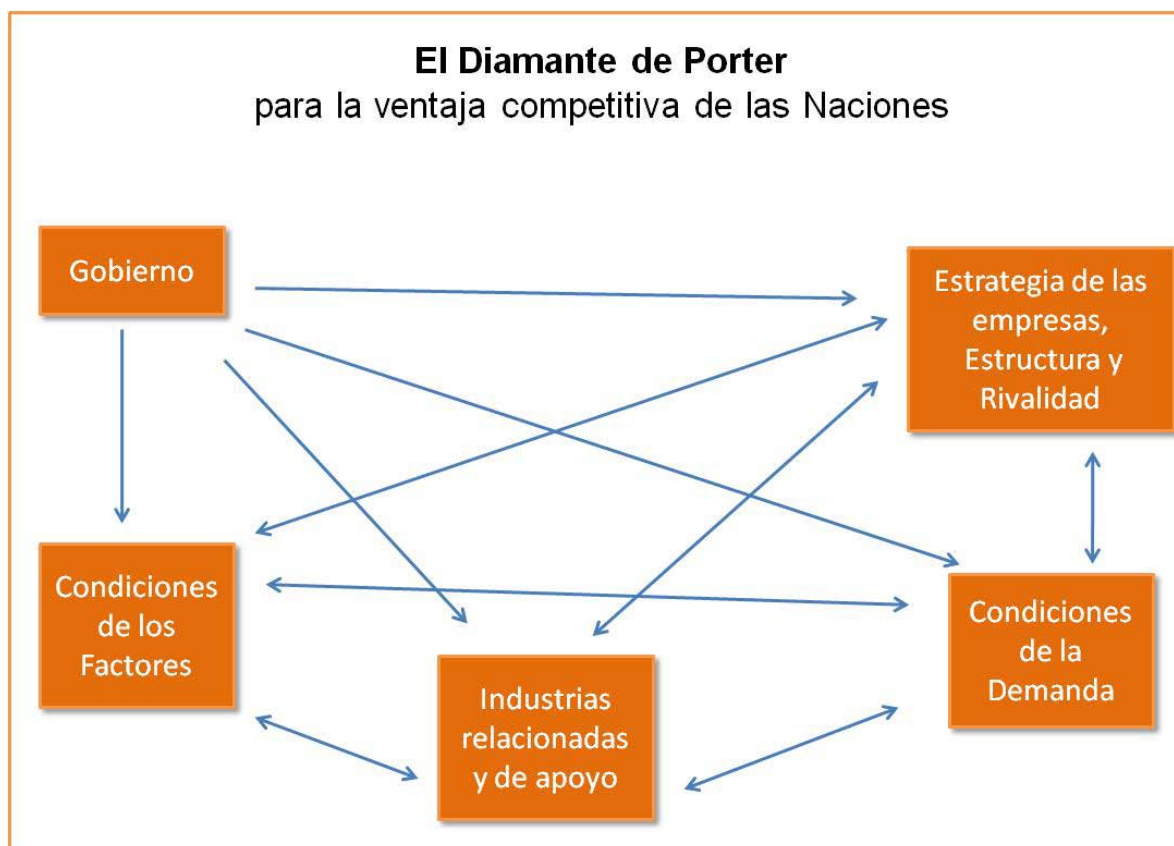 El Diamante de Porter
para la ventaja competitiva de las Naciones
Gobierno
Estrategia de las
empresas,
Estructura y
Rivalidad
Condiciones
de los
Factores
Industrias
relacionadas
y de apoyo
Condiciones
de la
Demanda